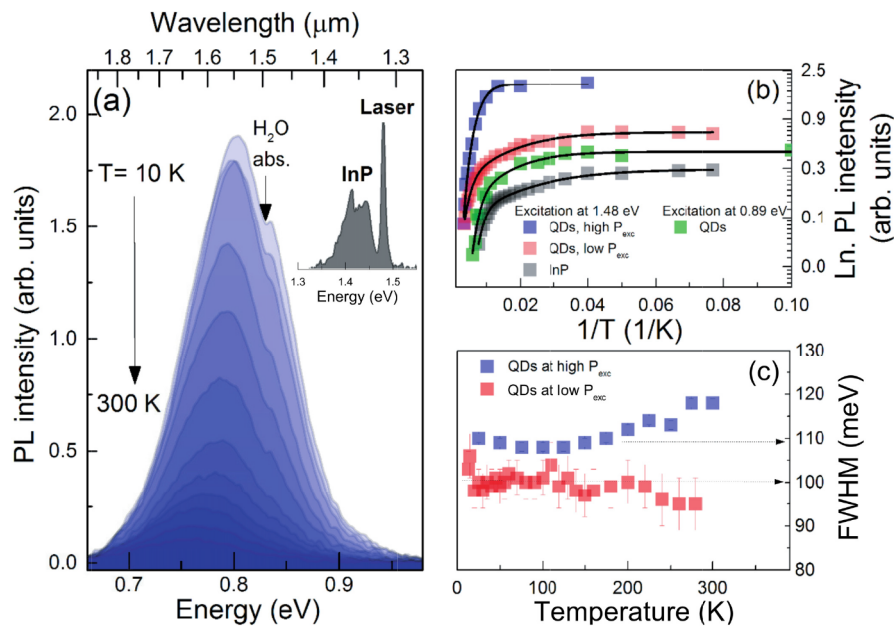 Wavelength (μm)
1.8 1.7 1.6 1.5 1.4 1.3
(a)
PL intensity (arb. units)
2.0
1.5
1.0
0.5
0.0
T= 10 K
300 K
H2O
abs.
Laser
InP
1.3 1.4 1.5
Energy (eV)
0.7 0.8 0.9
Energy (eV)
(b)
2.5
0.9
0.3
0.1
0.0
Ln. PL inetensity
(arb. units)
Excitation at 1.48 eV Excitation at 0.89 eV
QDs, high Pexc QDs
QDs, low Pexc
InP
0.02 0.04 0.06 0.08 0.10
1/T (1/K)
(c)
QDs at high Pexc
QDs at low Pexc
130
120
110
100
90
80
FWHM (meV)
0 100 200 300
Temperature (K)